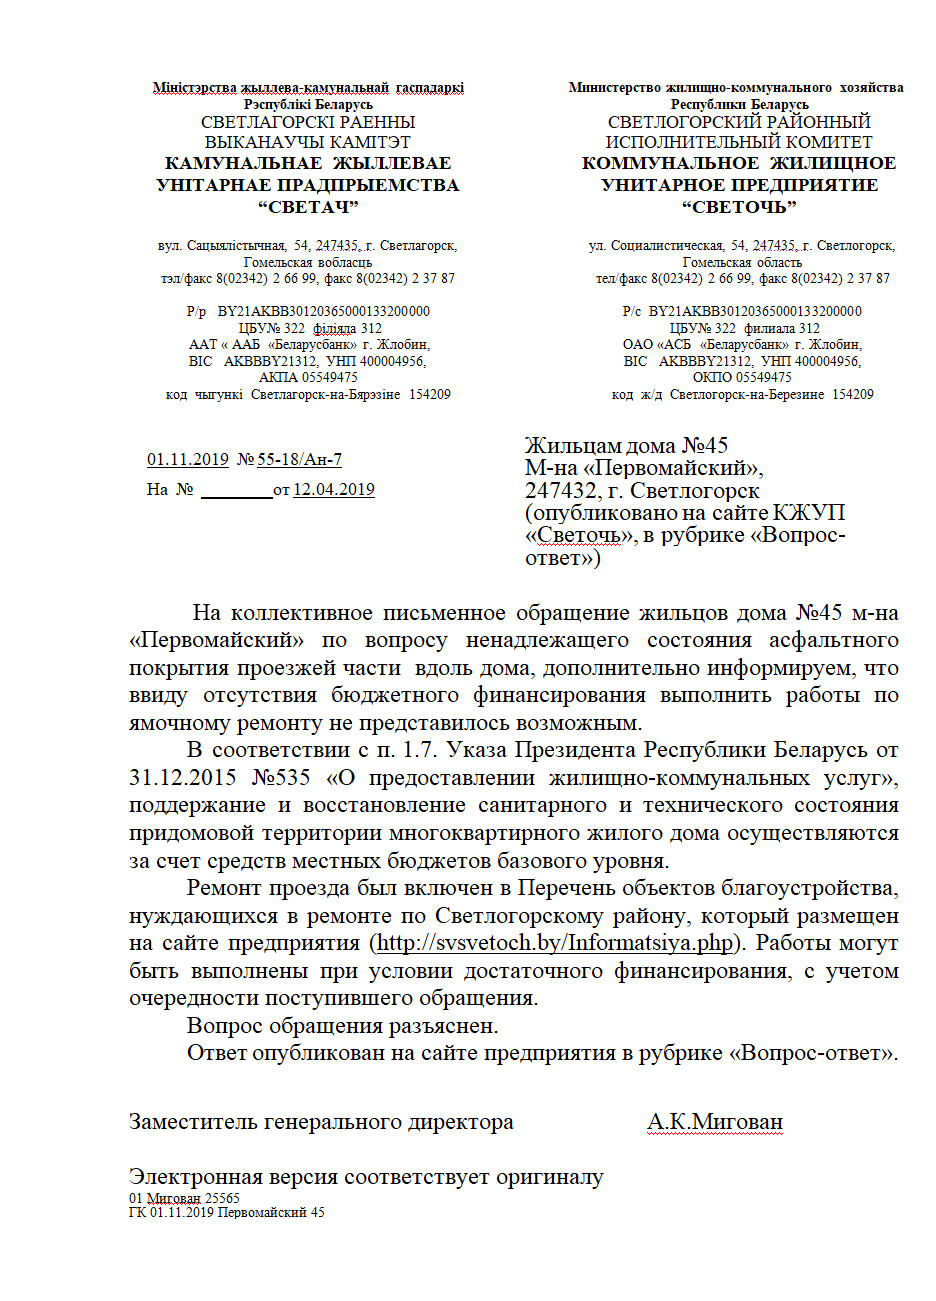 Міністэрства жыллева-камунальнай гаспадаркі
Рэспублікі Беларусь
СВЕТЛАГОРСКІ РАЕННЫ
ВЫКАНАУЧЫ КАМІТЭТ
КАМУНАЛЬНАЕ ЖЫЛЛЕВАЕ
УНІТАРНАЕ ПРАДПРЫЕМСТВА
“СВЕТАЧ”
вул. Сацыялістычная, 54, 247435, г. Светлагорск,
Гомельская вобласць
тэл/факс 8(02342) 2 66 99, факс 8(02342) 2 37 87
Р/р BY21AKBB30120365000133200000
ЦБУ№ 322 філіяла 312
ААТ « ААБ «Беларусбанк» г. Жлобин,
BIC AKBBBY21312, УНП 400004956,
АКПА 05549475
код чыгункі Светлагорск-на-Бярэзіне 154209
Министерство жилищно-коммунального хозяйства
Республики Беларусь
СВЕТЛОГОРСКИЙ РАЙОННЫЙ
ИСПОЛНИТЕЛЬНЫЙ КОМИТЕТ
КОММУНАЛЬНОЕ ЖИЛИЩНОЕ
УНИТАРНОЕ ПРЕДПРИЯТИЕ
“СВЕТОЧЬ”
ул. Социалистическая, 54, 247435, г. Светлогорск,
Гомельская область
тел/факс 8(02342) 2 66 99, факс 8(02342) 2 37 87
Р/с BY21AKBB30120365000133200000
ЦБУ№ 322 филиала 312
ОАО «АСБ «Беларусбанк» г. Жлобин,
BIC AKBBBY21312, УНП 400004956,
ОКПО 05549475
код ж/д Светлогорск-на-Березине 154209
01.11.2019 № 55-18/Ан-7
На № ________от 12.04.2019
Жильцам дома №45
М-на «Первомайский»,
247432, г. Светлогорск
(опубликовано на сайте КЖУП
«Светочь», в рубрике «Вопрос-
ответ»)
На коллективное письменное обращение жильцов дома №45 м-на
«Первомайский» по вопросу ненадлежащего состояния асфальтного
покрытия проезжей части вдоль дома, дополнительно информируем, что
ввиду отсутствия бюджетного финансирования выполнить работы по
ямочному ремонту не представилось возможным.
В соответствии с п. 1.7. Указа Президента Республики Беларусь от
31.12.2015 №535 «О предоставлении жилищно-коммунальных услуг»,
поддержание и восстановление санитарного и технического состояния
придомовой территории многоквартирного жилого дома осуществляются
за счет средств местных бюджетов базового уровня.
Ремонт проезда был включен в Перечень объектов благоустройства,
нуждающихся в ремонте по Светлогорскому району, который размещен
на сайте предприятия (http://svsvetoch.by/Informatsiya.php). Работы могут
быть выполнены при условии достаточного финансирования, с учетом
очередности поступившего обращения.
Вопрос обращения разъяснен.
Ответ опубликован на сайте предприятия в рубрике «Вопрос-ответ».
Заместитель генерального директора А.К.Мигован
Электронная версия соответствует оригиналу
01 Мигован 25565
ГК 01.11.2019 Первомайский 45